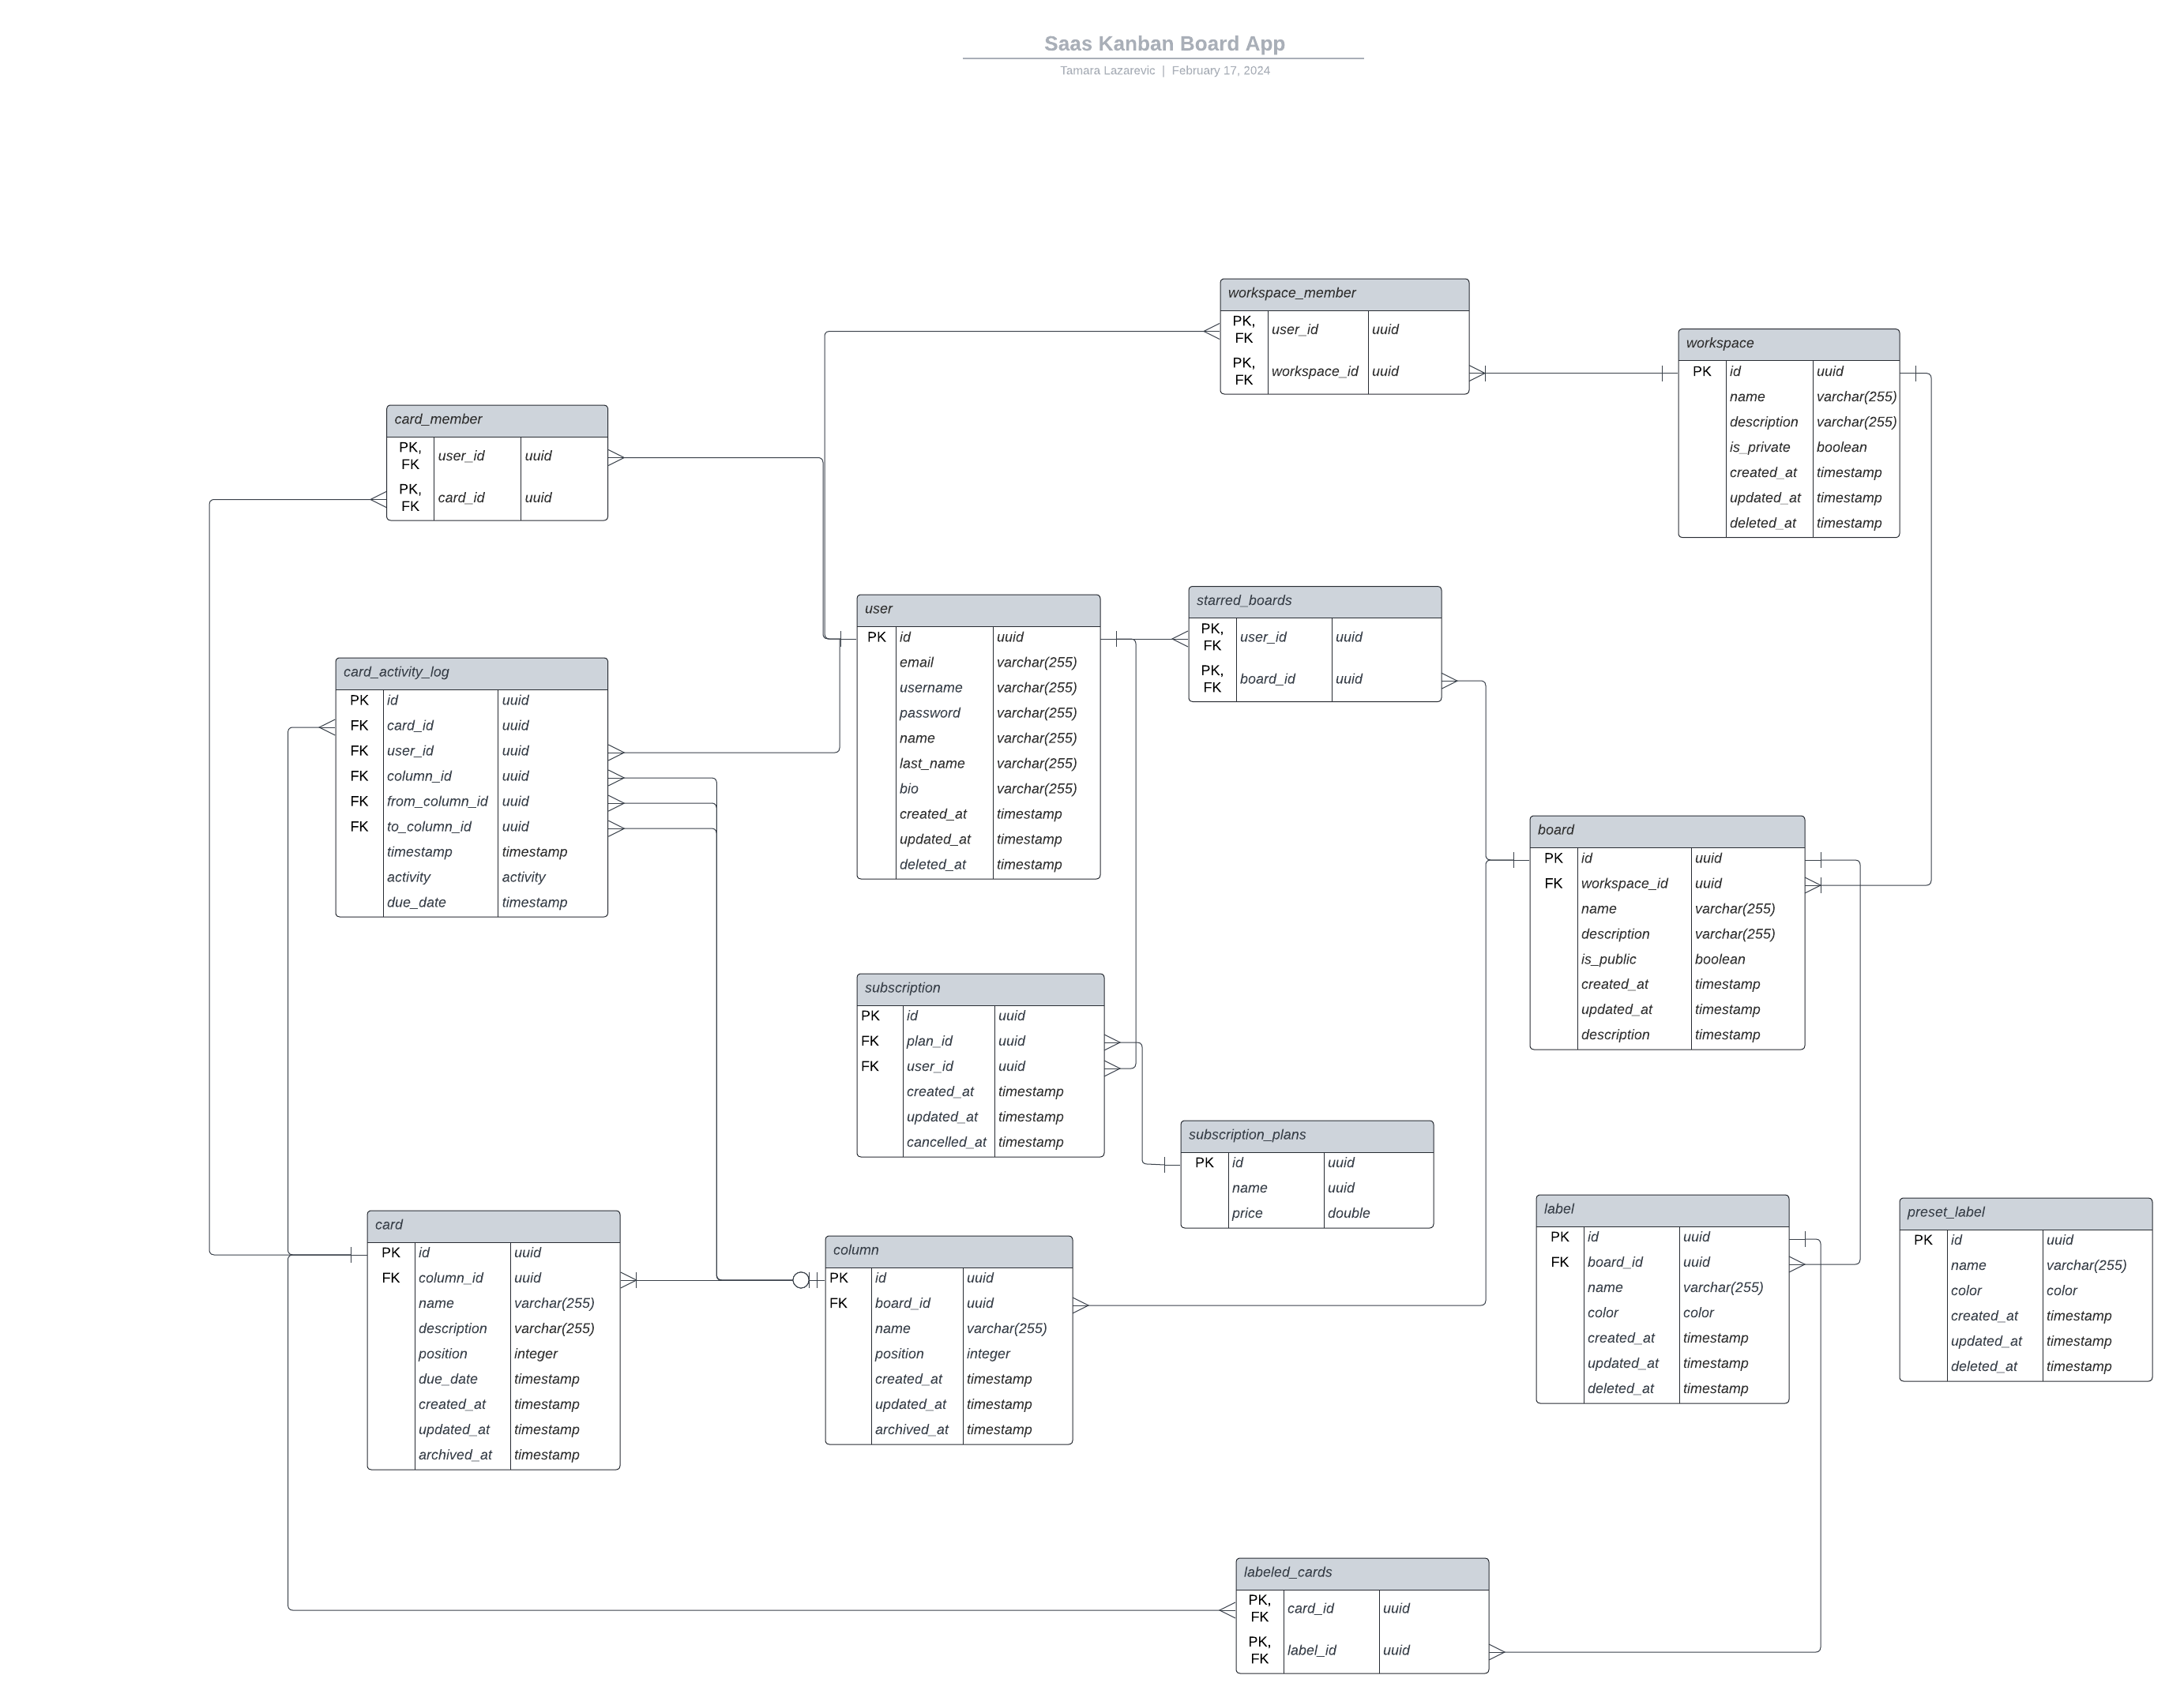 Saas Kanban Board App
Tamara Lazarevic | February 17, 2024
workspace_member
PK, FK user_id uuid
PK, FK workspace_id uuid
workspace
PK id uuid
name varchar(255)
description varchar(255)
is_private boolean
created_at timestamp
updated_at timestamp
deleted_at timestamp
card_member
PK, FK user_id uuid
PK, FK card_id uuid
user
PK id uuid
email varchar(255)
username varchar(255)
password varchar(255)
name varchar(255)
last_name varchar(255)
bio varchar(255)
created_at timestamp
updated_at timestamp
deleted_at timestamp
starred_boards
PK, FK user_id uuid
PK, FK board_id uuid
card_activity_log
PK id uuid
FK card_id uuid
FK user_id uuid
FK column_id uuid
FK from_column_id uuid
FK to_column_id uuid
timestamp timestamp
activity activity
due_date timestamp
board
PK id uuid
FK workspace_id uuid
name varchar(255)
description varchar(255)
is_public boolean
created_at timestamp
updated_at timestamp
description timestamp
subscription
PK id uuid
FK plan_id uuid
FK user_id uuid
created_at timestamp
updated_at timestamp
cancelled_at timestamp
subscription_plans
PK id uuid
name uuid
price double
card
PK id uuid
FK column_id uuid
name varchar(255)
description varchar(255)
position integer
due_date timestamp
created_at timestamp
updated_at timestamp
archived_at timestamp
column
PK id uuid
FK board_id uuid
name varchar(255)
position integer
created_at timestamp
updated_at timestamp
archived_at timestamp
label
PK id uuid
FK board_id uuid
name varchar(255)
color color
created_at timestamp
updated_at timestamp
deleted_at timestamp
preset_label
PK id uuid
name varchar(255)
color color
created_at timestamp
updated_at timestamp
deleted_at timestamp
labeled_cards
PK, FK card_id uuid
PK, FK label_id uuid